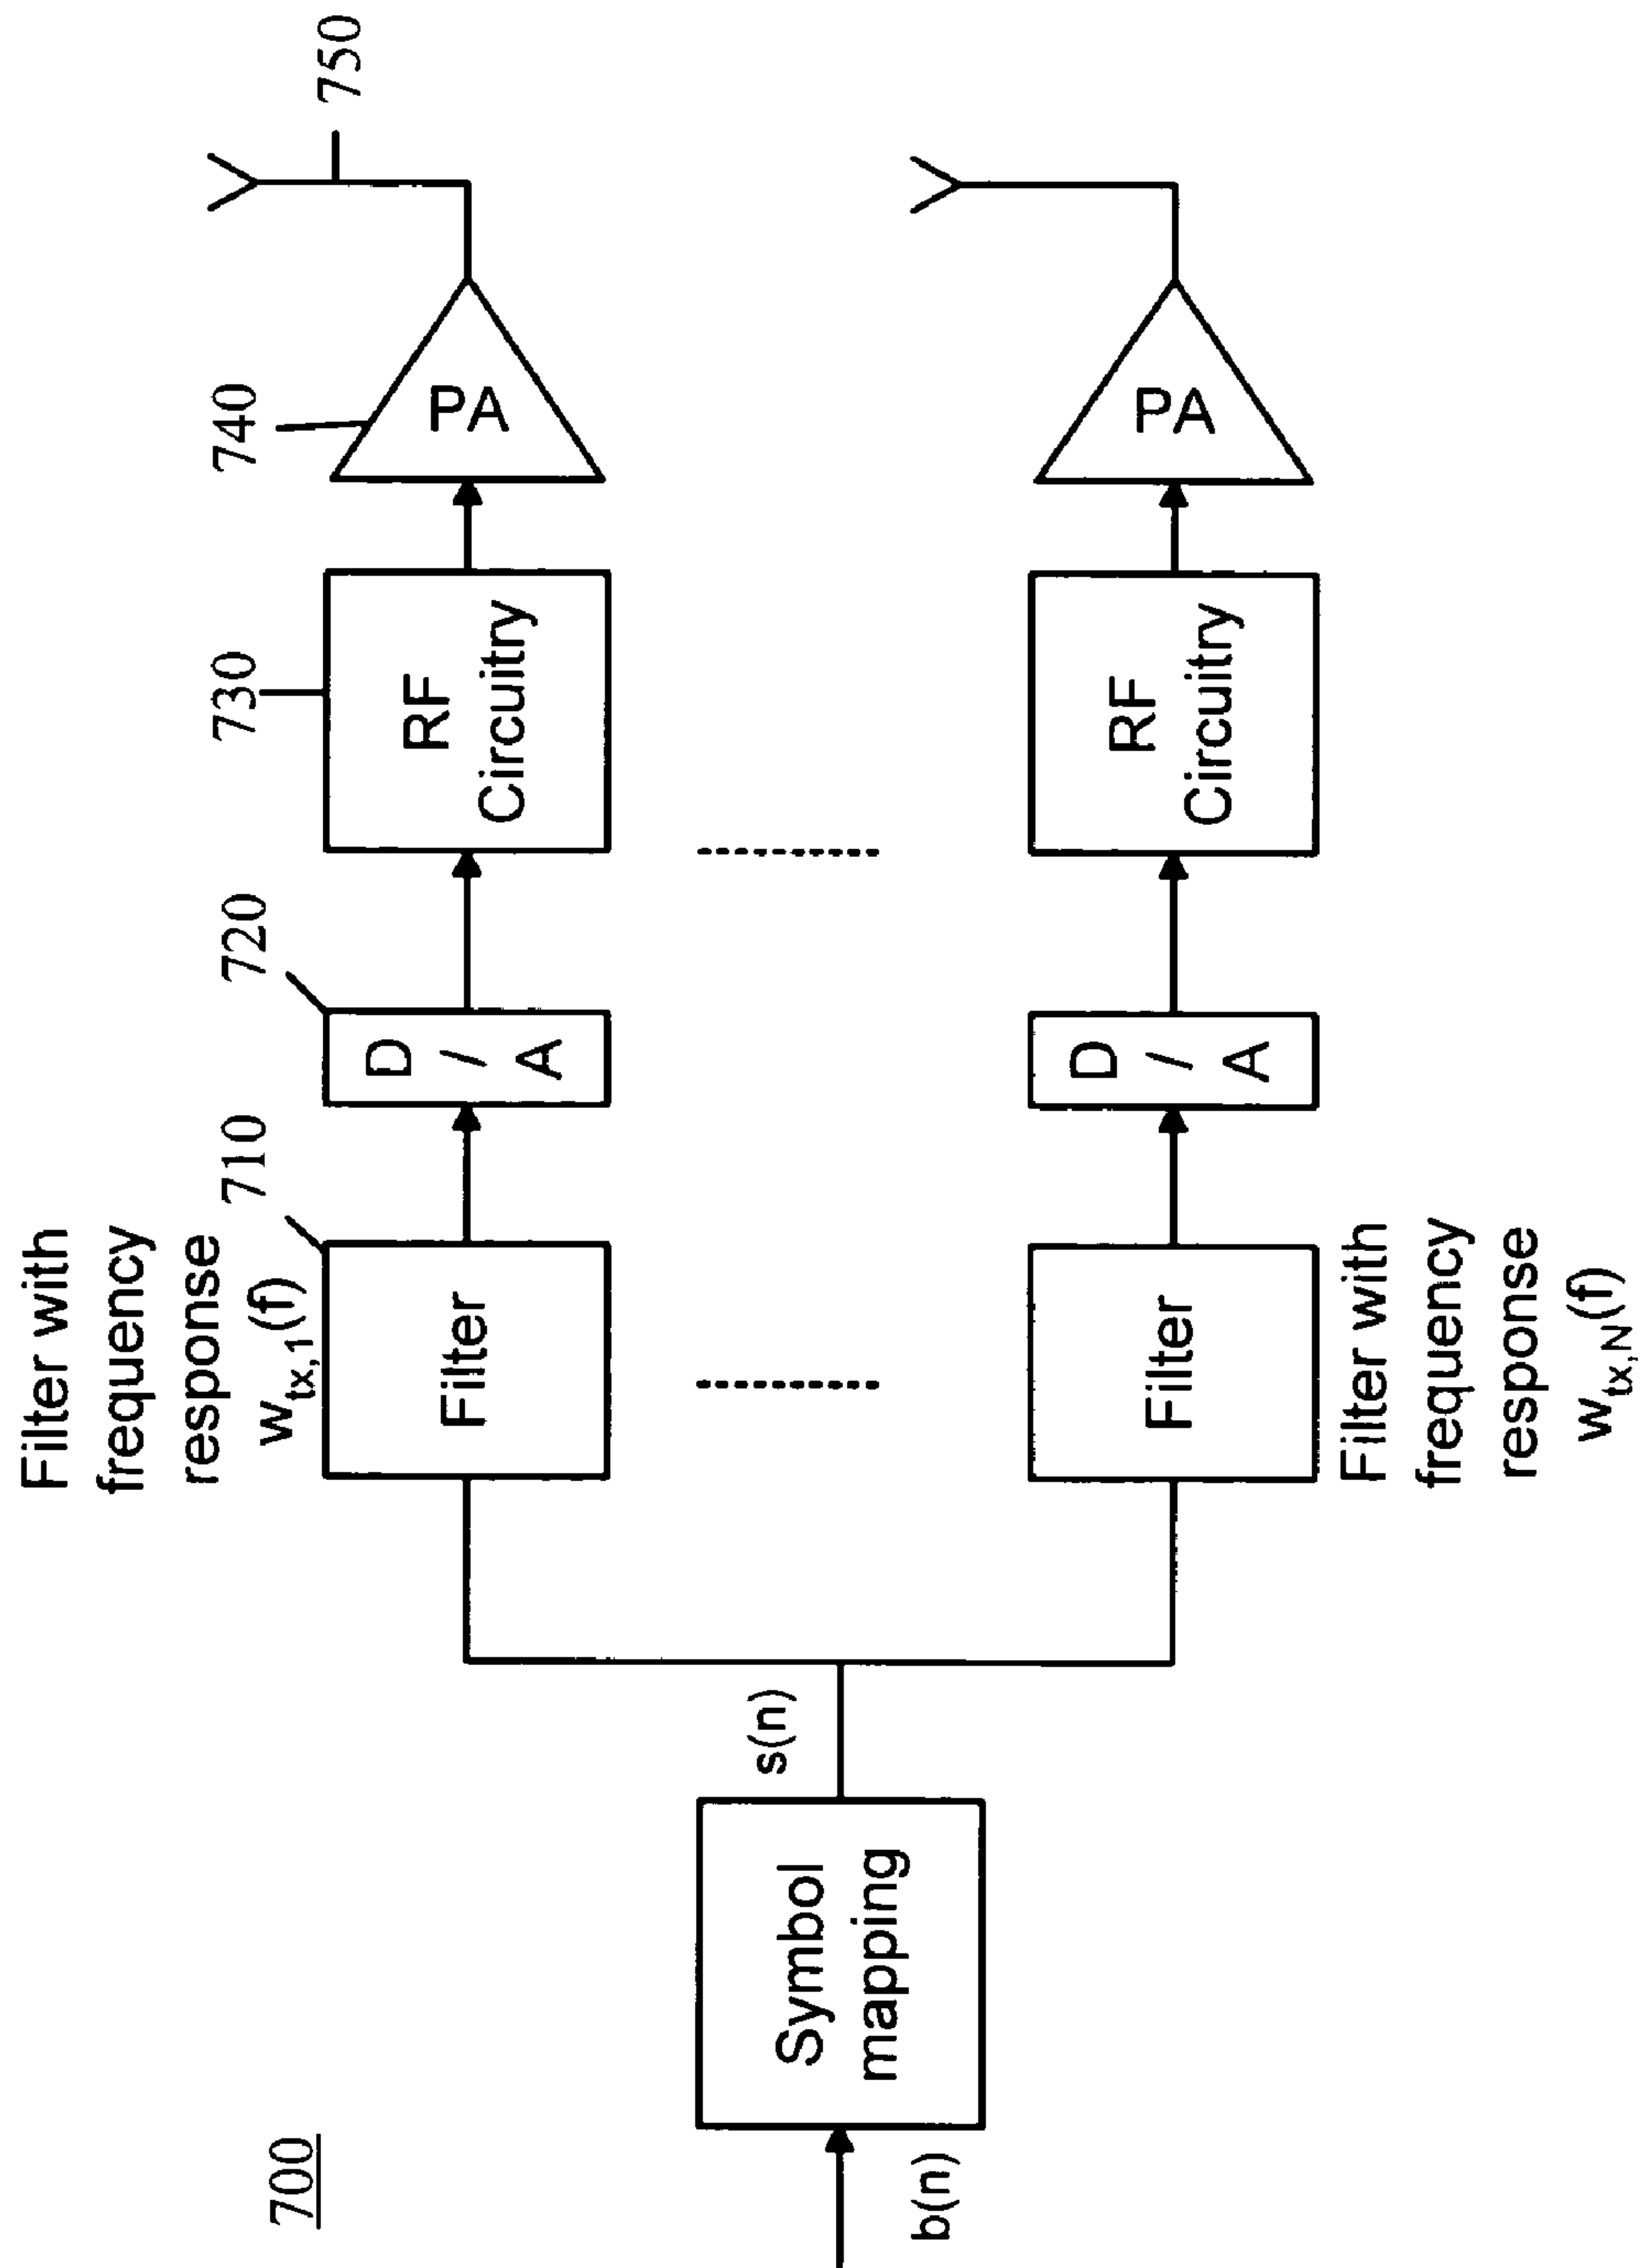 700
b(n)
Symbol
mapping
s(n)
Filter with
frequency
response
w_{tx,1}(f)
710
Filter
720
D
/
A
730
RF
Circuitry
740
PA
750
Filter
Filter with
frequency
response
w_{tx,N}(f)
D
/
A
RF
Circuitry
PA